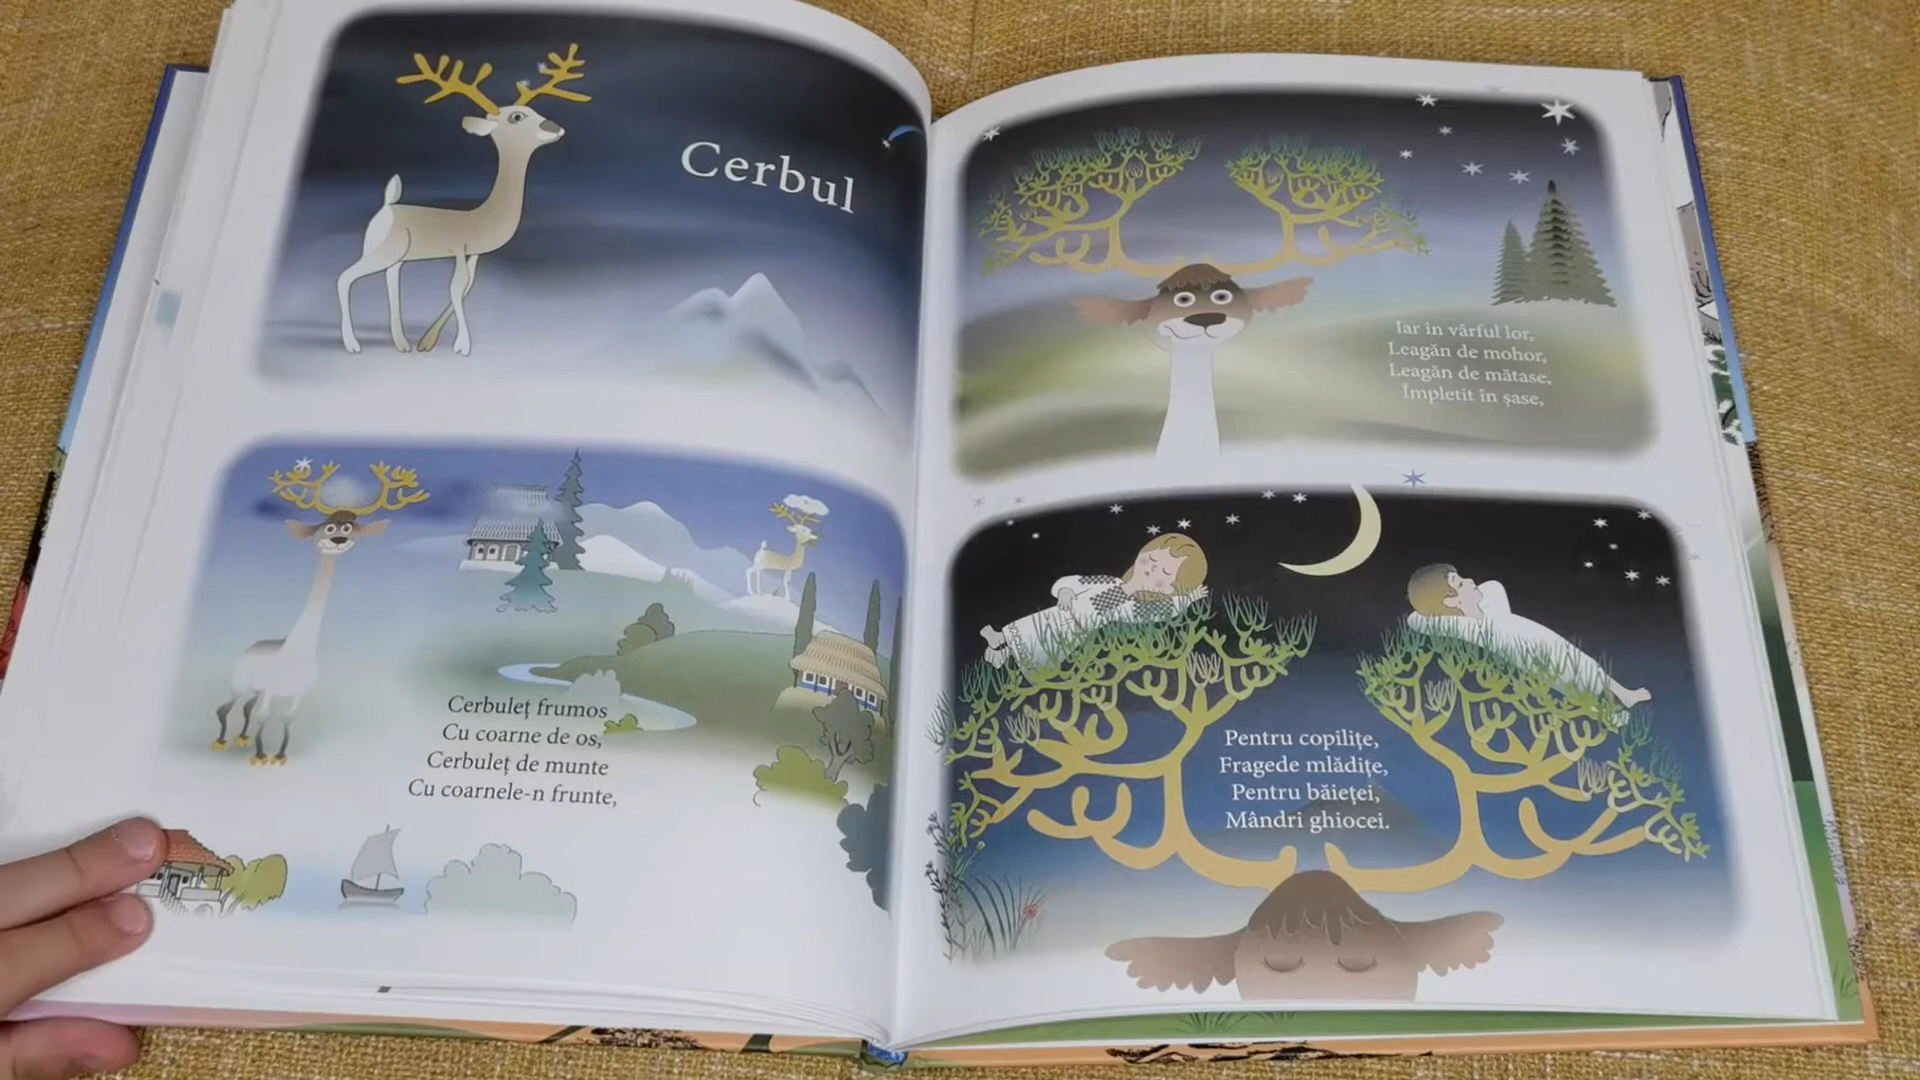 Cerbul
Cerbuleț frumos
Cu coarne de os,
Cerbuleț de munte
Cu coarnele-n frunte,
Iar în vârful lor,
Leagăn de mohor,
Leagăn de mătase,
Împletit în șase,
Pentru copilițe,
Fragede mlădițe,
Pentru băieței,
Mândri ghiocei.